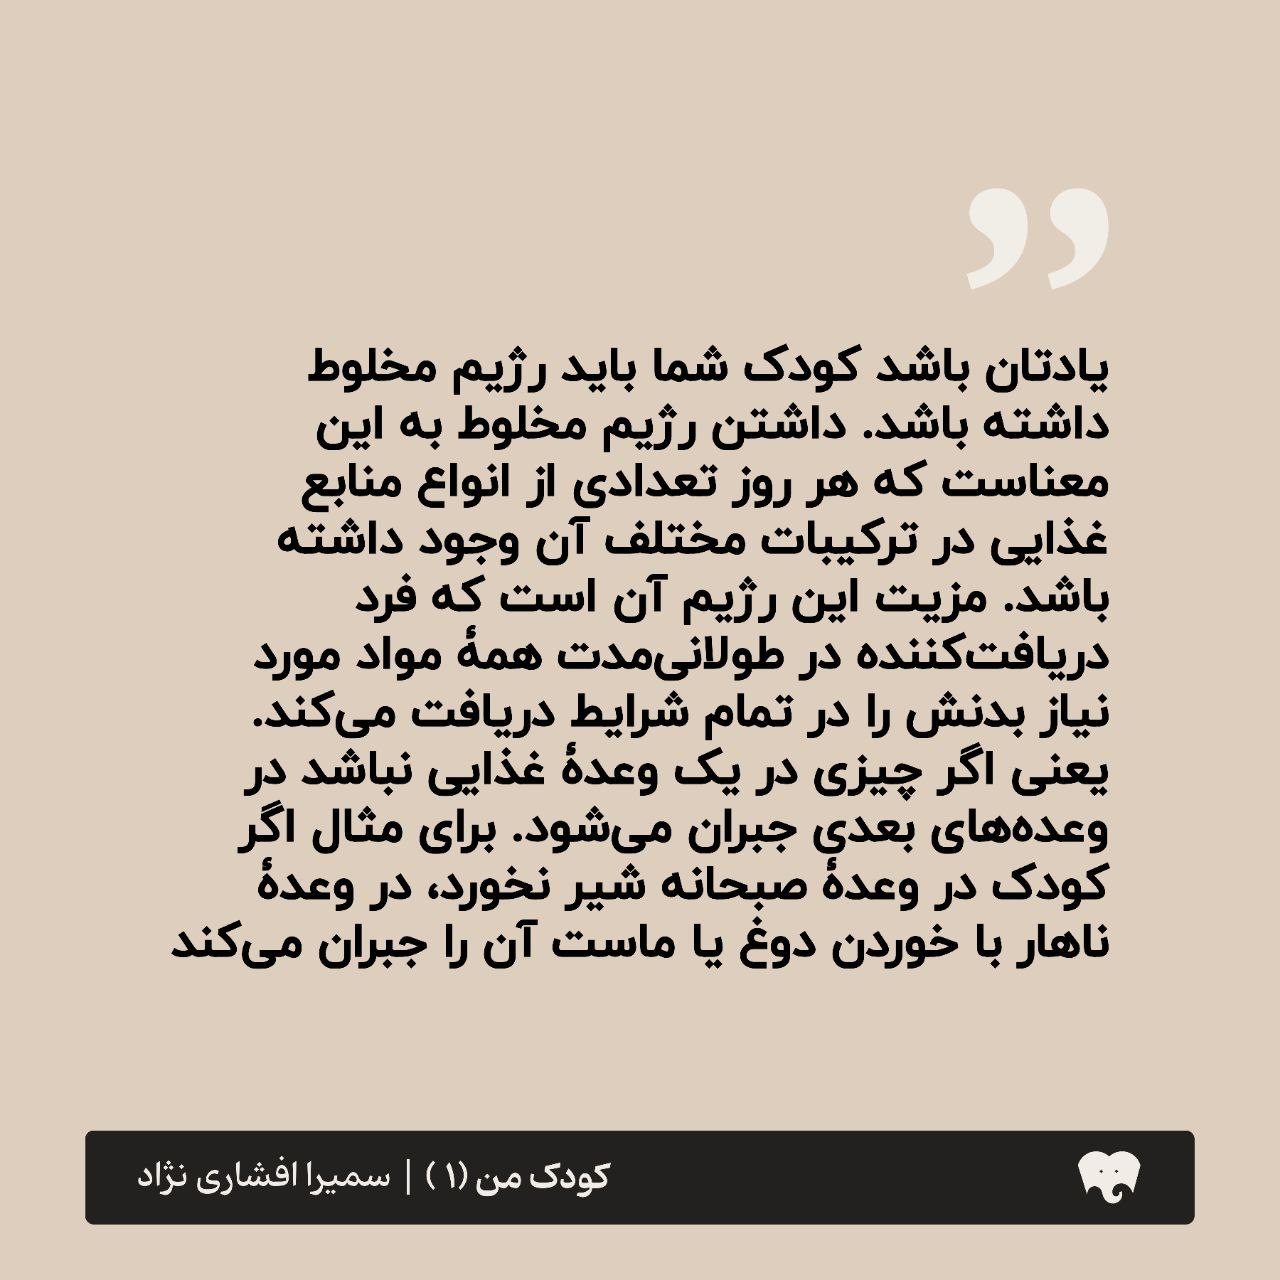 یادتان باشد کودک شما باید رژیم مخلوط
داشته باشد. داشتن رژیم مخلوط به این
معناست که هر روز تعدادی از انواع منابع
غذایی در ترکیبات مختلف آن وجود داشته
باشد. مزیت این رژیم آن است که فرد
دریافت‌کننده در طولانی‌مدت همهٔ مواد مورد
نیاز بدنش را در تمام شرایط دریافت می‌کند.
یعنی اگر چیزی در یک وعدهٔ غذایی نباشد در
وعده‌های بعدی جبران می‌شود. برای مثال اگر
کودک در وعدهٔ صبحانه شیر نخورد، در وعدهٔ
ناهار با خوردن دوغ یا ماست آن را جبران می‌کند
کودک من (۱ ) | سمیرا افشاری نژاد